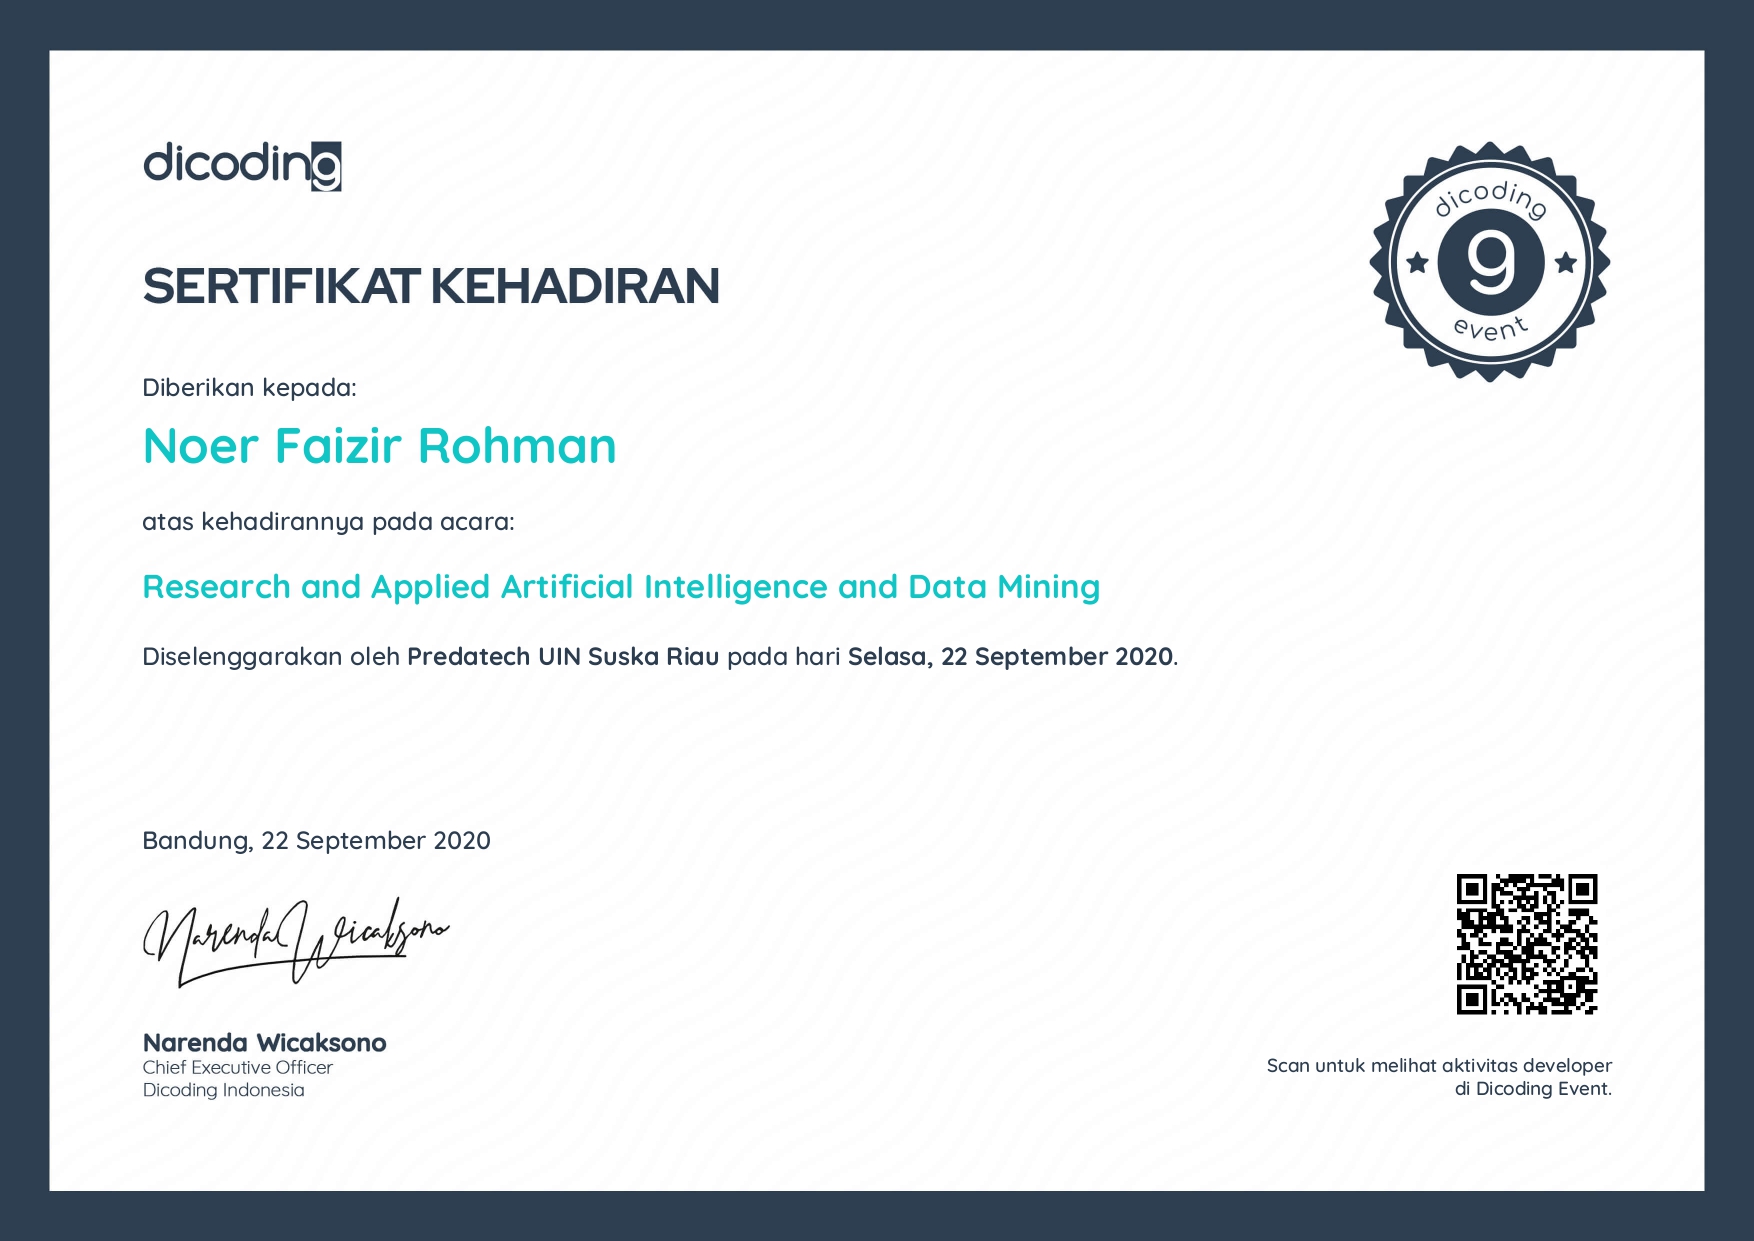 dicoding
SERTIFIKAT KEHADIRAN
dicoding
g
event
Diberikan kepada:
Noer Faizir Rohman
atas kehadirannya pada acara:
Research and Applied Artificial Intelligence and Data Mining
Diselenggarakan oleh Predatech UIN Suska Riau pada hari Selasa, 22 September 2020.
Bandung, 22 September 2020
Narenda Wicaksono
Narenda Wicaksono
Chief Executive Officer
Dicoding Indonesia
Scan untuk melihat aktivitas developer
di Dicoding Event.